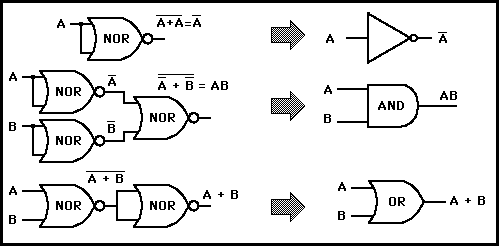 A NOR A̅+̅A̅=A̅ A A̅
A NOR A̅ A̅̅ ̅+̅ ̅B̅̅ = AB NOR A B AND AB
B NOR B̅
A B NOR A̅ ̅+̅ ̅B̅ NOR A + B A B OR A + B